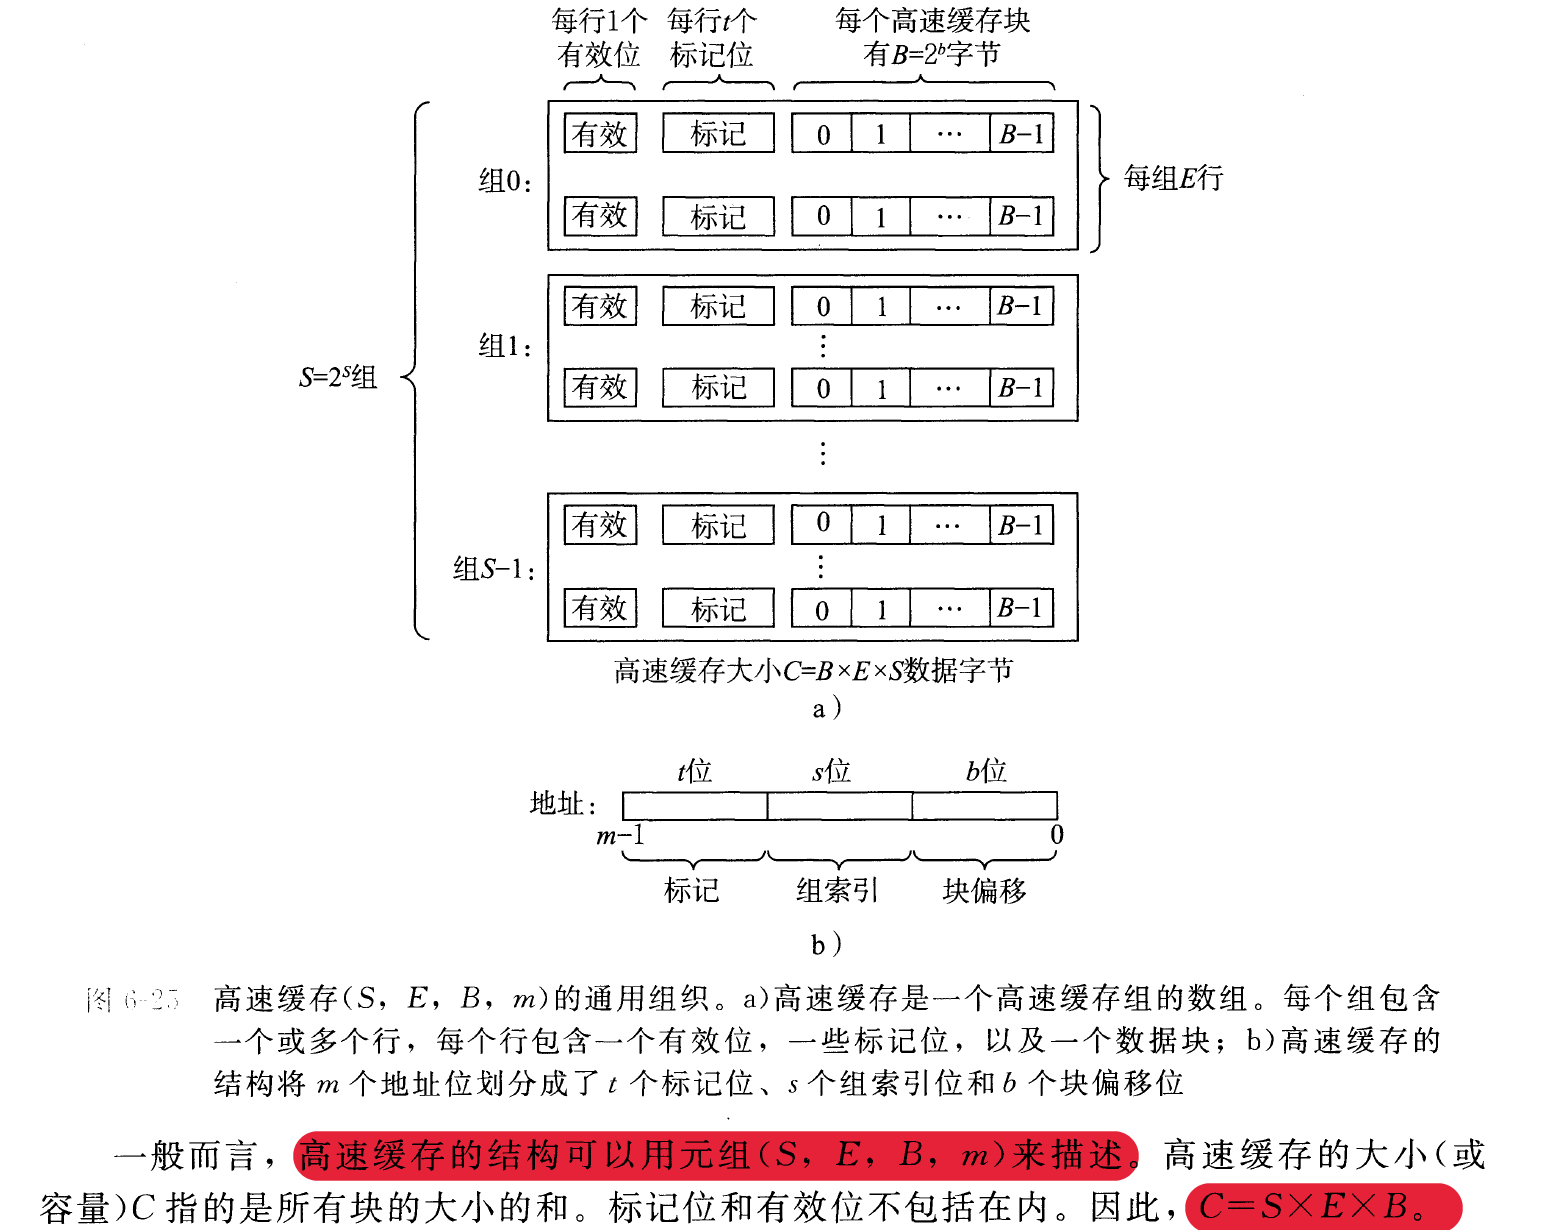 每行1个 每行t个 每个高速缓存块
有效位 标记位 有B=2ᵇ字节
有效 标记 0 1 … B-1
组0: 每组E行
有效 标记 0 1 … B-1
有效 标记 0 1 … B-1
组1: ⋮
有效 标记 0 1 … B-1
S=2ˢ组
⋮
有效 标记 0 1 … B-1
组S-1: ⋮
有效 标记 0 1 … B-1
高速缓存大小C=B×E×S数据字节
a)
t位 s位 b位
地址:
m-1 0
标记 组索引 块偏移
b)
图 6-25 高速缓存(S, E, B, m)的通用组织。a)高速缓存是一个高速缓存组的数组。每个组包含
一个或多个行，每个行包含一个有效位，一些标记位，以及一个数据块；b)高速缓存的
结构将 m 个地址位划分成了 t 个标记位、s 个组索引位和 b 个块偏移位
一般而言，高速缓存的结构可以用元组(S, E, B, m)来描述。高速缓存的大小(或
容量)C 指的是所有块的大小的和。标记位和有效位不包括在内。因此，C=S×E×B。